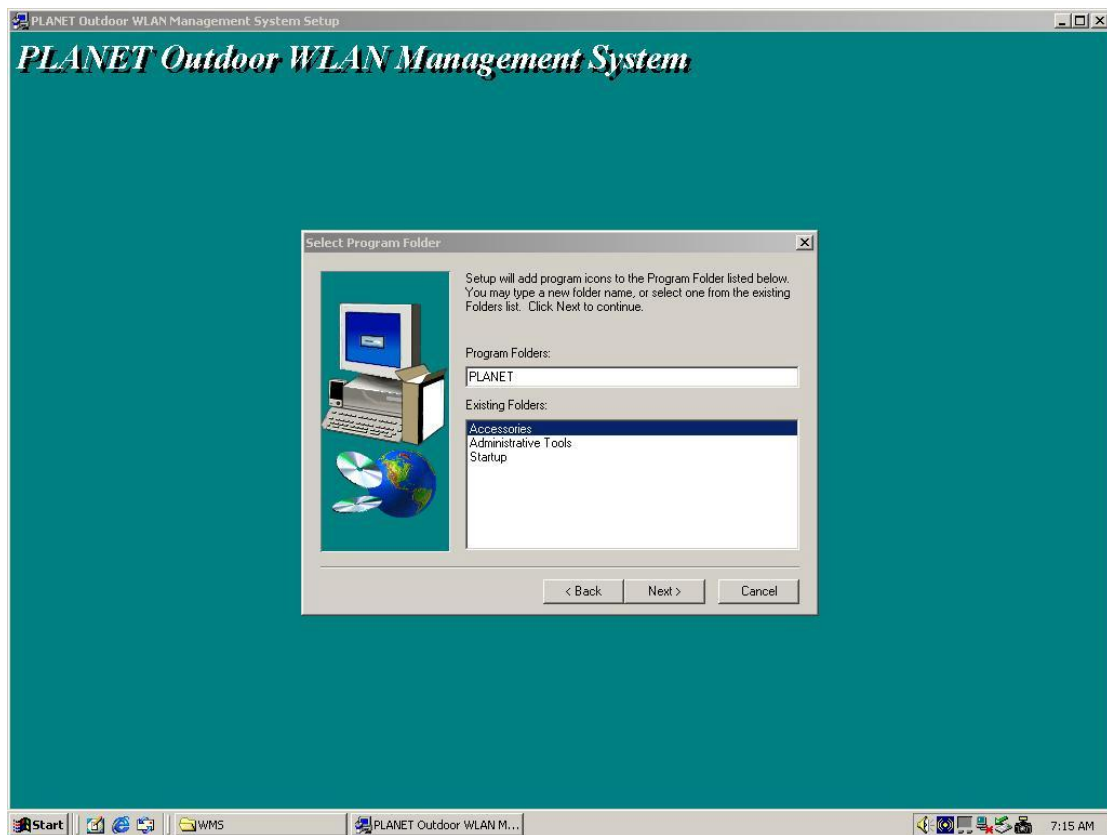 PLANET Outdoor WLAN Management System Setup
PLANET Outdoor WLAN Management System
Select Program Folder
Setup will add program icons to the Program Folder listed below.
You may type a new folder name, or select one from the existing
Folders list. Click Next to continue.
Program Folders:
PLANET
Existing Folders:
Accessories
Administrative Tools
Startup
< Back
Next >
Cancel
Start
WMS
PLANET Outdoor WLAN M...
7:15 AM